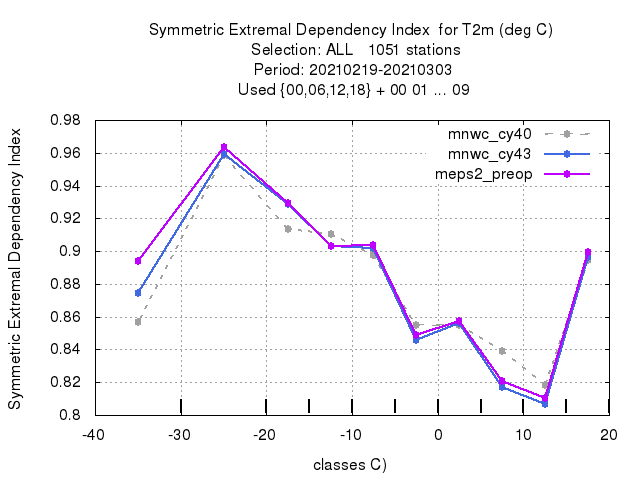 Symmetric Extremal Dependency Index  for T2m (deg C)
Selection: ALL   1051 stations
Period: 20210219-20210303
Used {00,06,12,18} + 00 01 ... 09
Symmetric Extremal Dependency Index
0.98
0.96
0.94
0.92
0.9
0.88
0.86
0.84
0.82
0.8
mnwc_cy40
mnwc_cy43
meps2_preop
-40 -30 -20 -10 0 10 20
classes C)